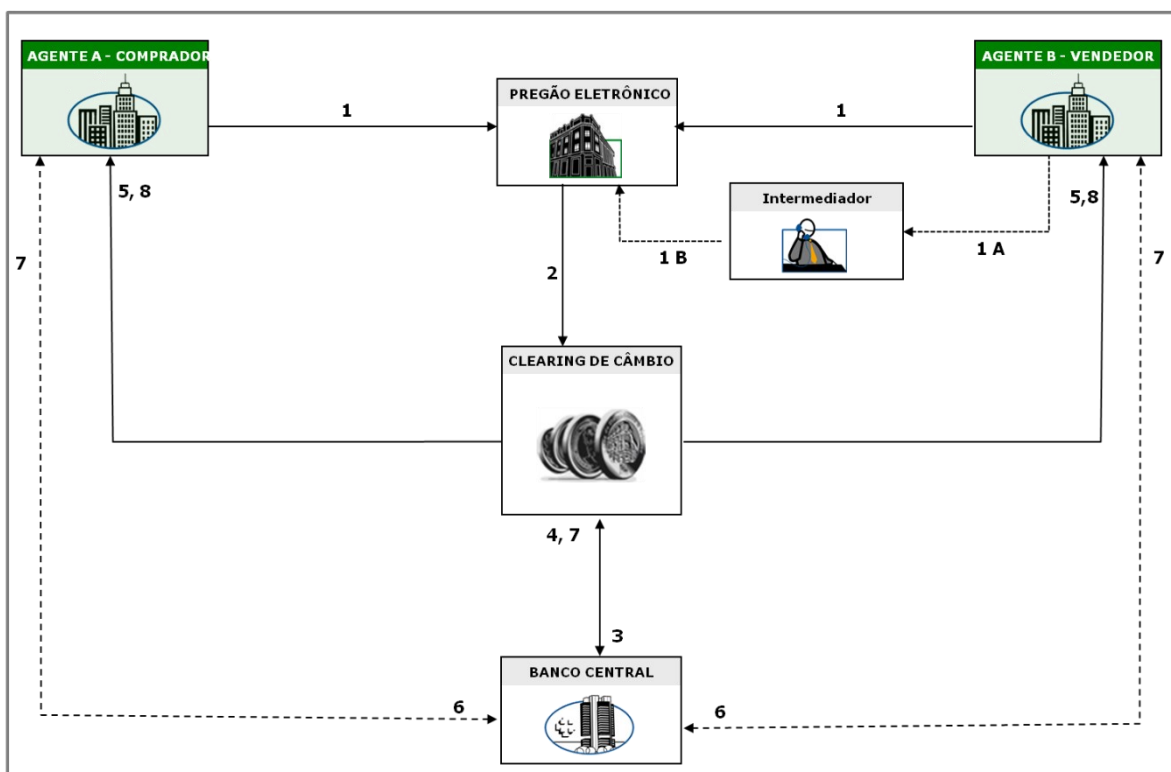 AGENTE A - COMPRADOR
AGENTE B - VENDEDOR
PREGÃO ELETRÔNICO
1
1
Intermediador
5, 8
5,8
7
2
1 B
1 A
7
CLEARING DE CÂMBIO
4, 7
3
BANCO CENTRAL
6
6